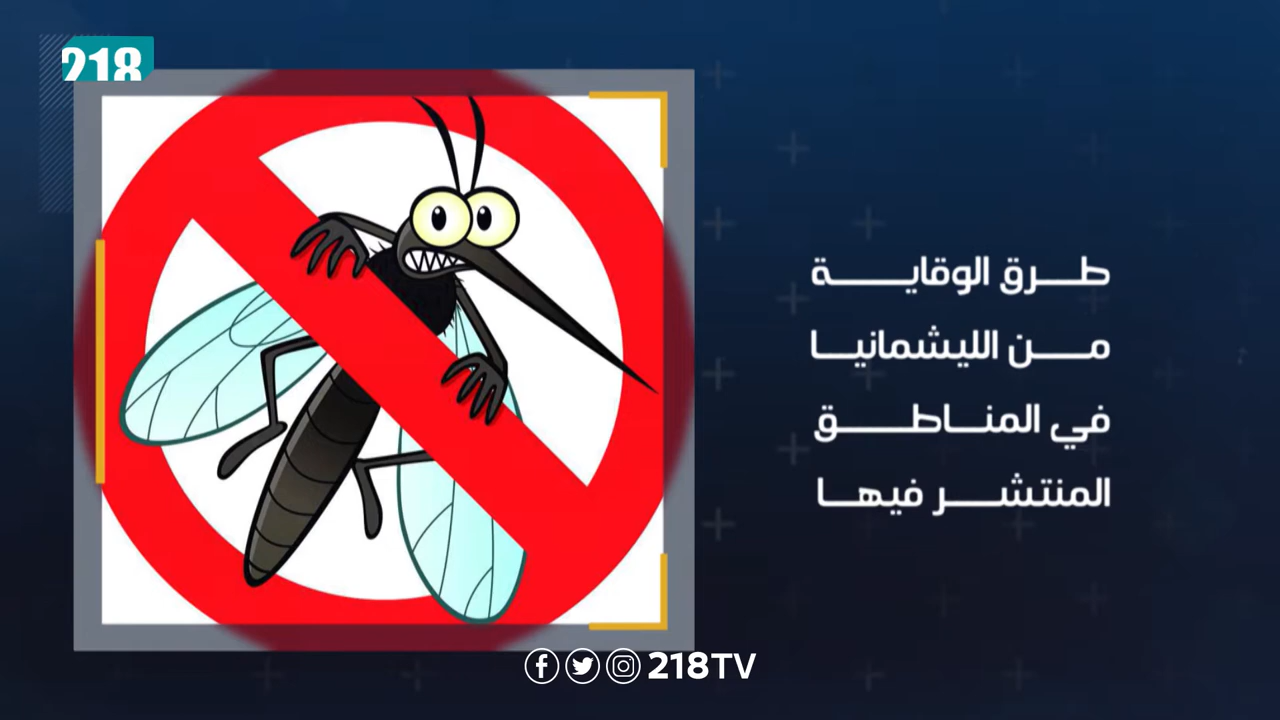 218
طرق الوقاية
من الليشمانيا
في المناطق
المنتشر فيها
218TV